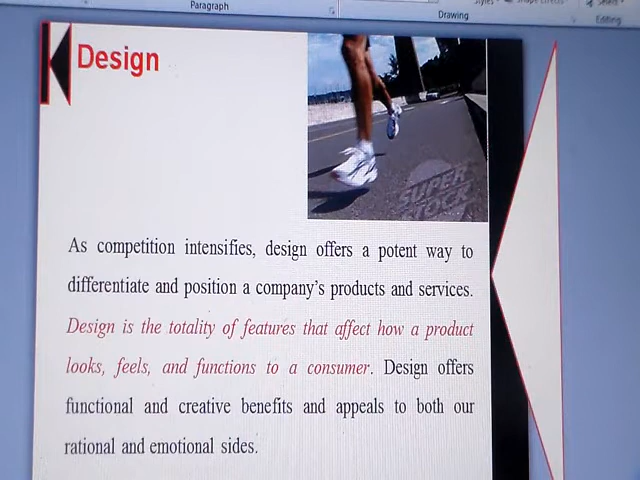 Paragraph
Drawing
Editing
Design
SUPER
STOCK
As competition intensifies, design offers a potent way to
differentiate and position a company's products and services.
Design is the totality of features that affect how a product
looks, feels, and functions to a consumer. Design offers
functional and creative benefits and appeals to both our
rational and emotional sides.